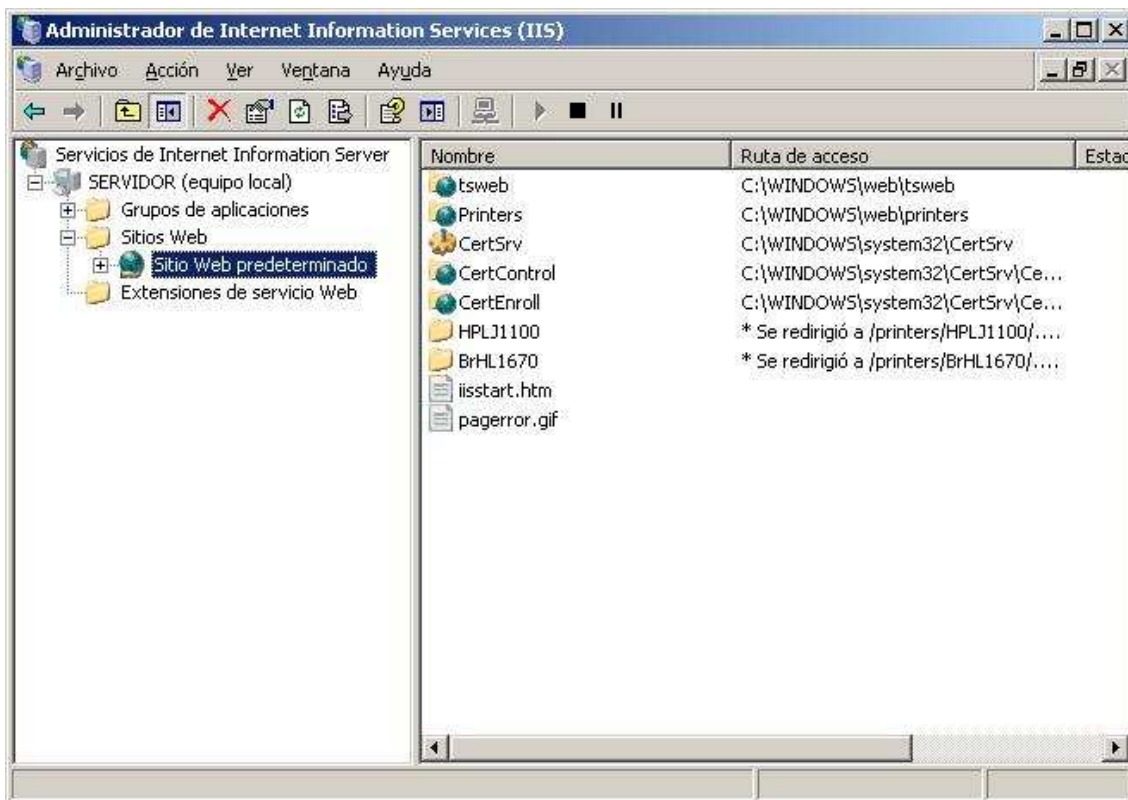 Administrador de Internet Information Services (IIS)
Archivo Acción Ver Ventana Ayuda
Servicios de Internet Information Server
SERVIDOR (equipo local)
Grupos de aplicaciones
Sitios Web
Sitio Web predeterminado
Extensiones de servicio Web
Nombre Ruta de acceso Estac
tsweb C:\WINDOWS\web\tsweb
Printers C:\WINDOWS\web\printers
CertSrv C:\WINDOWS\system32\CertSrv
CertControl C:\WINDOWS\system32\CertSrv\Ce...
CertEnroll C:\WINDOWS\system32\CertSrv\Ce...
HPLJ1100 * Se redirigió a /printers/HPLJ1100/....
BrHL1670 * Se redirigió a /printers/BrHL1670/....
iisstart.htm
pagerror.gif